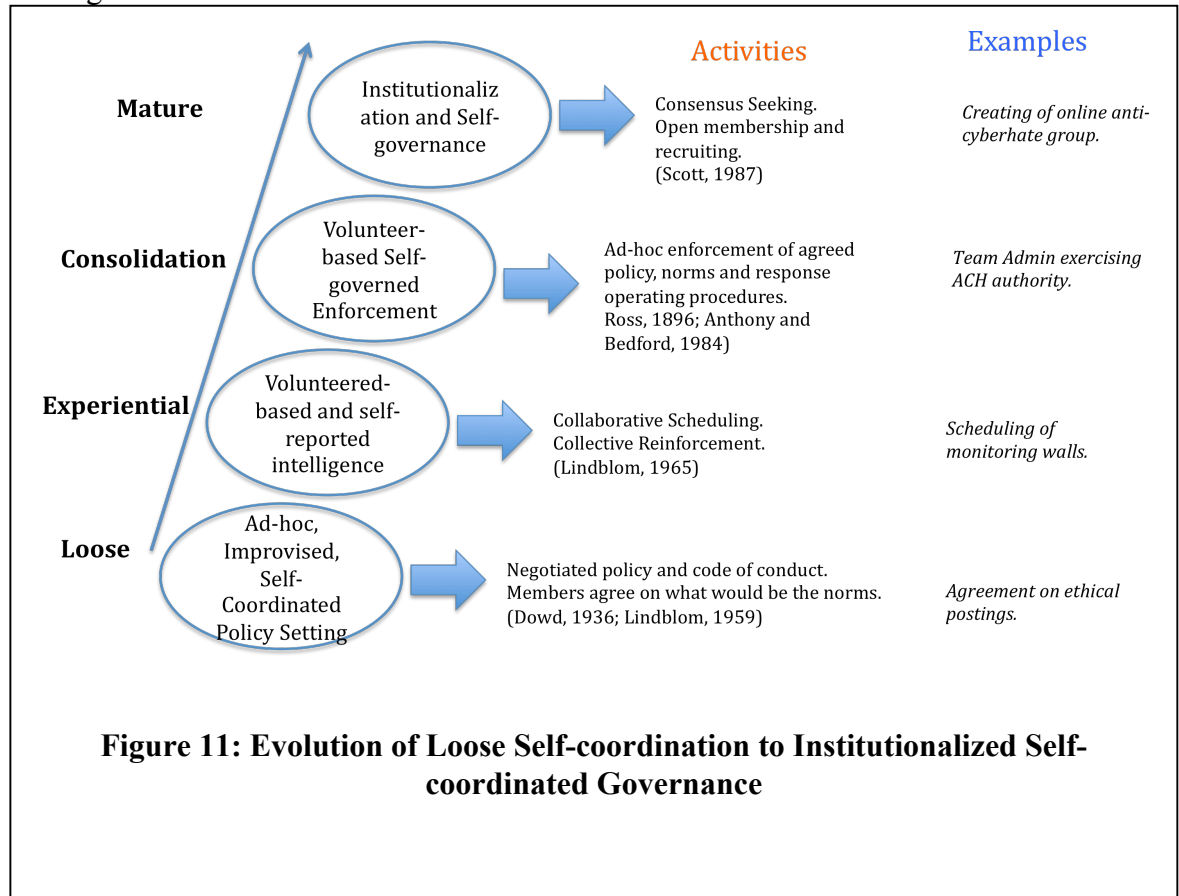 Activities
Examples
Mature
Institutionaliz
ation and Self-
governance
Consensus Seeking.
Open membership and
recruiting.
(Scott, 1987)
Creating of online anti-
cyberhate group.
Consolidation
Volunteer-
based Self-
governed
Enforcement
Ad-hoc enforcement of agreed
policy, norms and response
operating procedures.
Ross, 1896; Anthony and
Bedford, 1984)
Team Admin exercising
ACH authority.
Experiential
Volunteered-
based and self-
reported
intelligence
Collaborative Scheduling.
Collective Reinforcement.
(Lindblom, 1965)
Scheduling of
monitoring walls.
Loose
Ad-hoc,
Improvised,
Self-
Coordinated
Policy Setting
Negotiated policy and code of conduct.
Members agree on what would be the norms.
(Dowd, 1936; Lindblom, 1959)
Agreement on ethical
postings.
Figure 11: Evolution of Loose Self-coordination to Institutionalized Self-
coordinated Governance